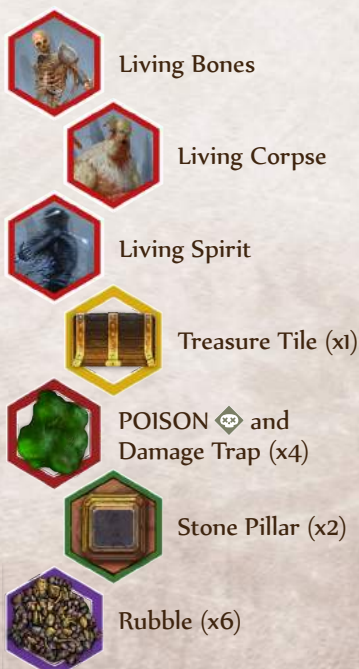 Living Bones
Living Corpse
Living Spirit
Treasure Tile (x1)
POISON and
Damage Trap (x4)
Stone Pillar (x2)
Rubble (x6)